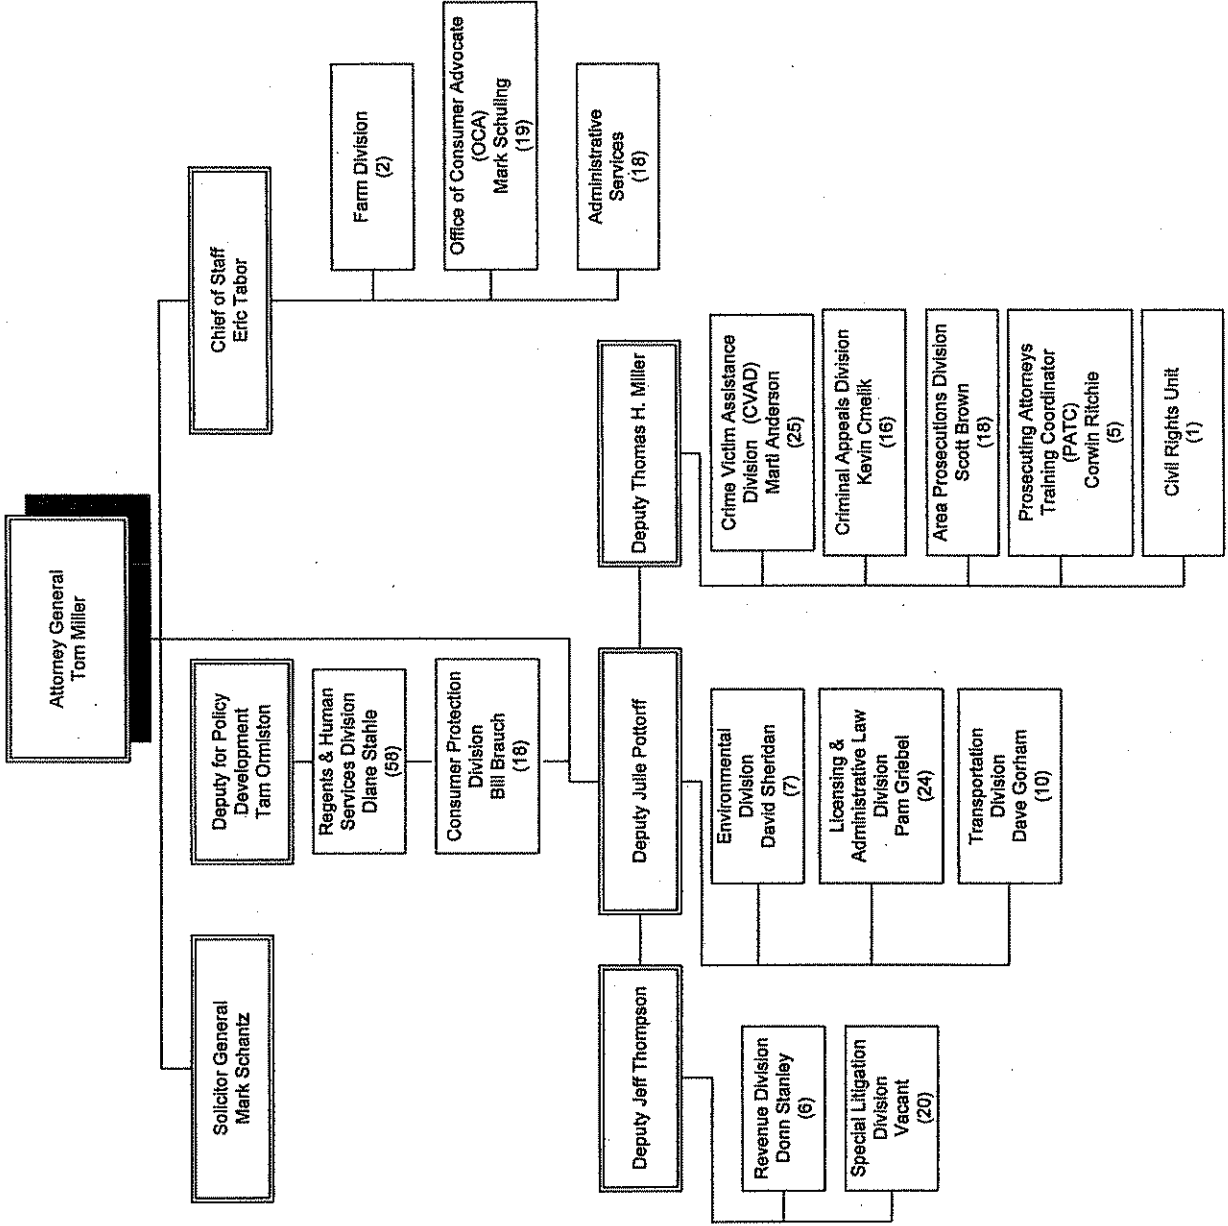 Attorney General
Tom Miller
Solicitor General
Mark Schantz
Deputy for Policy
Development
Tam Ormiston
Chief of Staff
Eric Tabor
Regents & Human
Services Division
Diane Stahle
(58)
Consumer Protection
Division
Bill Brauch
(18)
Farm Division
(2)
Office of Consumer Advocate
(OCA)
Mark Schuling
(19)
Administrative
Services
(18)
Deputy Jeff Thompson
Deputy Julie Pottorff
Deputy Thomas H. Miller
Revenue Division
Donn Stanley
(6)
Special Litigation
Division
Vacant
(20)
Environmental
Division
David Sheridan
(7)
Licensing &
Administrative Law
Division
Pam Griebel
(24)
Transportation
Division
Dave Gorham
(10)
Crime Victim Assistance
Division (CVAD)
Marti Anderson
(25)
Criminal Appeals Division
Kevin Cmelik
(16)
Area Prosecutions Division
Scott Brown
(18)
Prosecuting Attorneys
Training Coordinator
(PATC)
Corwin Ritchie
(5)
Civil Rights Unit
(1)